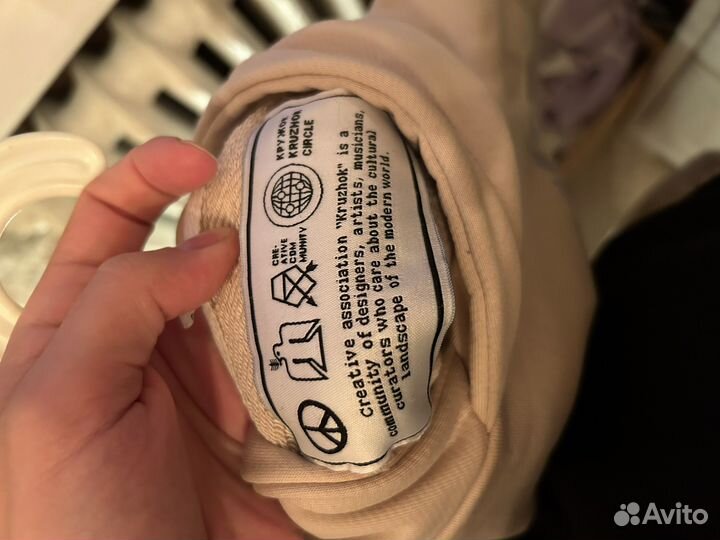 КРУЖОК
KRUZHOK
CIRCLE
CRE-
ATIVE
COM
MUNITY
Creative association "Kruzhok" is a
community of designers, artists, musicians,
curators who care about the cultural
landscape of the modern world.
Avito